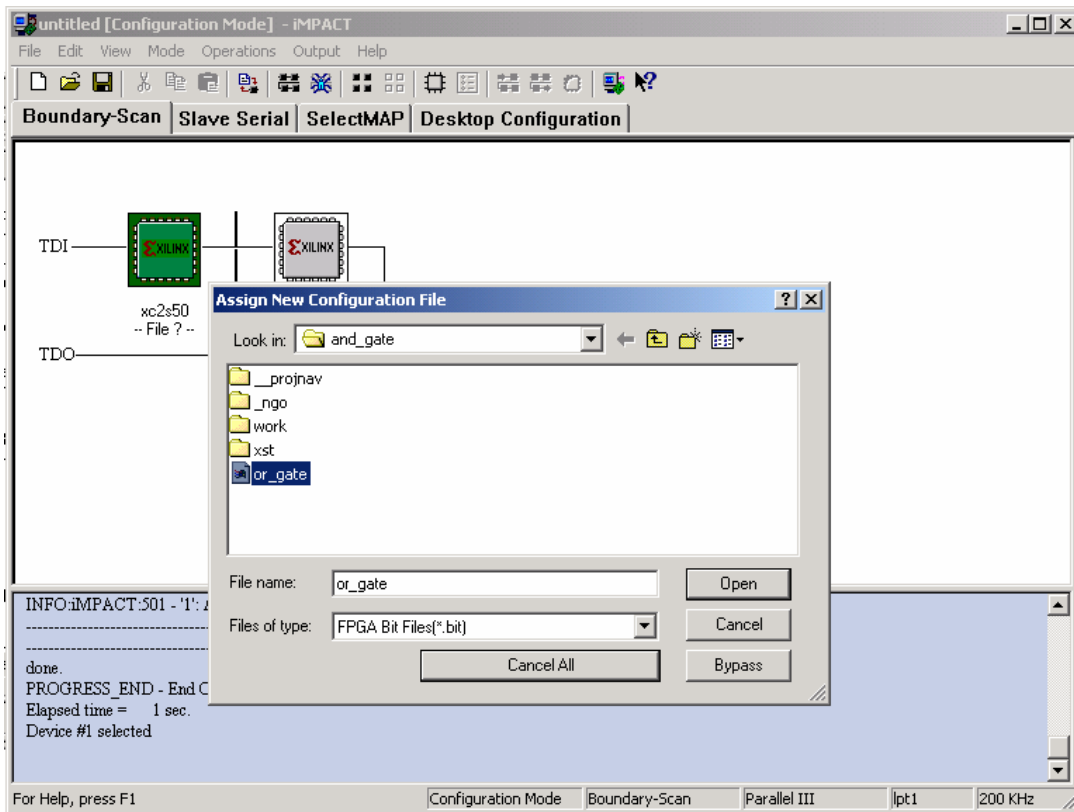 untitled [Configuration Mode] - iMPACT
File Edit View Mode Operations Output Help
Boundary-Scan Slave Serial SelectMAP Desktop Configuration
TDI
XILINX XILINX
xc2s50
-- File ? --
TDO
Assign New Configuration File
Look in: and_gate
__projnav
_ngo
work
xst
or_gate
File name: or_gate Open
Files of type: FPGA Bit Files(*.bit) Cancel
Cancel All Bypass
INFO:iMPACT:501 - '1':
----------------------------------
----------------------------------
done.
PROGRESS_END - End
Elapsed time = 1 sec.
Device #1 selected
For Help, press F1 Configuration Mode Boundary-Scan Parallel III lpt1 200 KHz